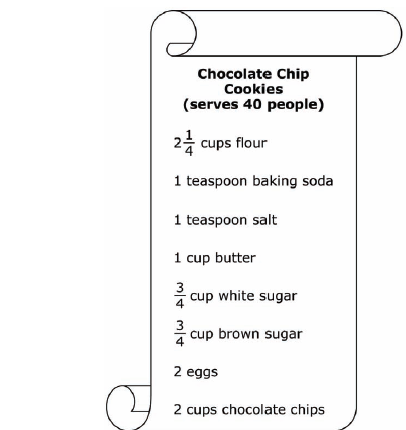 Chocolate Chip
Cookies
(serves 40 people)
2 1/4 cups flour
1 teaspoon baking soda
1 teaspoon salt
1 cup butter
3/4 cup white sugar
3/4 cup brown sugar
2 eggs
2 cups chocolate chips